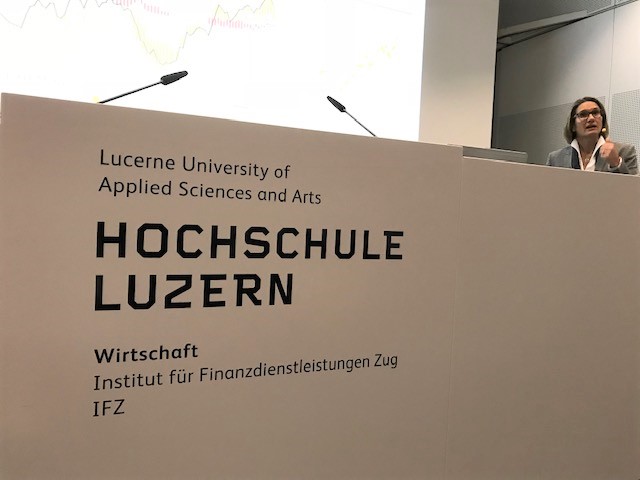 Lucerne University of
Applied Sciences and Arts
HOCHSCHULE
LUZERN
Wirtschaft
Institut für Finanzdienstleistungen Zug
IFZ